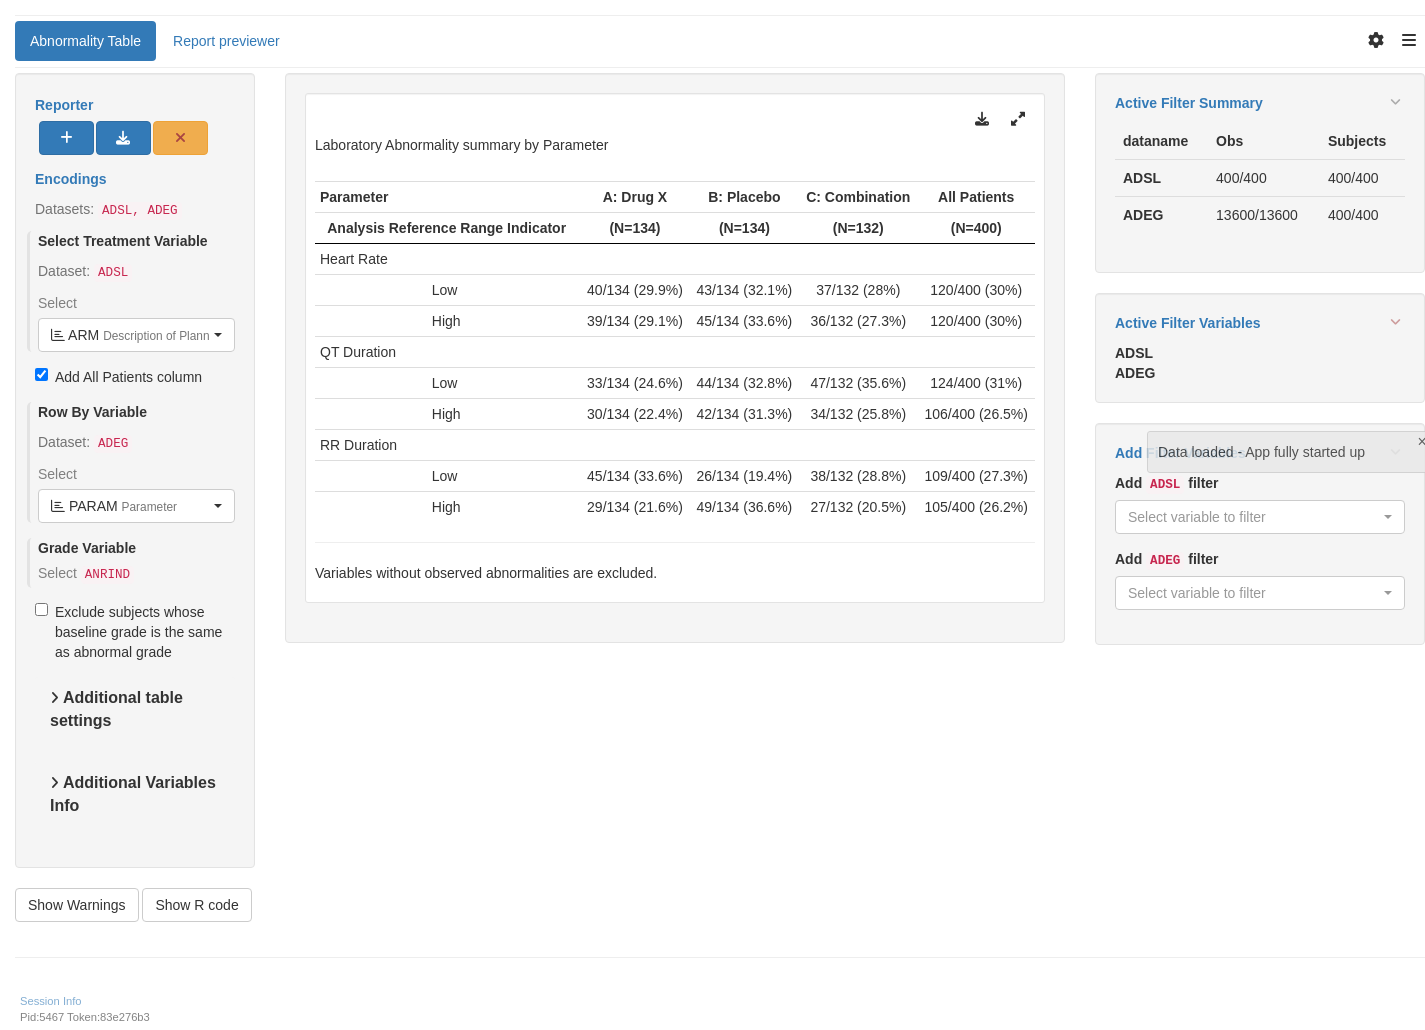 Abnormality Table
Report previewer
Reporter
Encodings
Datasets: ADSL, ADEG
Select Treatment Variable
Dataset: ADSL
Select
ARM Description of Plann
Add All Patients column
Row By Variable
Dataset: ADEG
Select
PARAM Parameter
Grade Variable
Select ANRIND
Exclude subjects whose
baseline grade is the same
as abnormal grade
Additional table
settings
Additional Variables
Info
Show Warnings
Show R code
Laboratory Abnormality summary by Parameter
Parameter A: Drug X B: Placebo C: Combination All Patients
Analysis Reference Range Indicator (N=134) (N=134) (N=132) (N=400)
Heart Rate
Low 40/134 (29.9%) 43/134 (32.1%) 37/132 (28%) 120/400 (30%)
High 39/134 (29.1%) 45/134 (33.6%) 36/132 (27.3%) 120/400 (30%)
QT Duration
Low 33/134 (24.6%) 44/134 (32.8%) 47/132 (35.6%) 124/400 (31%)
High 30/134 (22.4%) 42/134 (31.3%) 34/132 (25.8%) 106/400 (26.5%)
RR Duration
Low 45/134 (33.6%) 26/134 (19.4%) 38/132 (28.8%) 109/400 (27.3%)
High 29/134 (21.6%) 49/134 (36.6%) 27/132 (20.5%) 105/400 (26.2%)
Variables without observed abnormalities are excluded.
Active Filter Summary
dataname Obs Subjects
ADSL 400/400 400/400
ADEG 13600/13600 400/400
Active Filter Variables
ADSL
ADEG
Add
Data loaded - App fully started up
×
Add ADSL filter
Select variable to filter
Add ADEG filter
Select variable to filter
Session Info
Pid:5467 Token:83e276b3